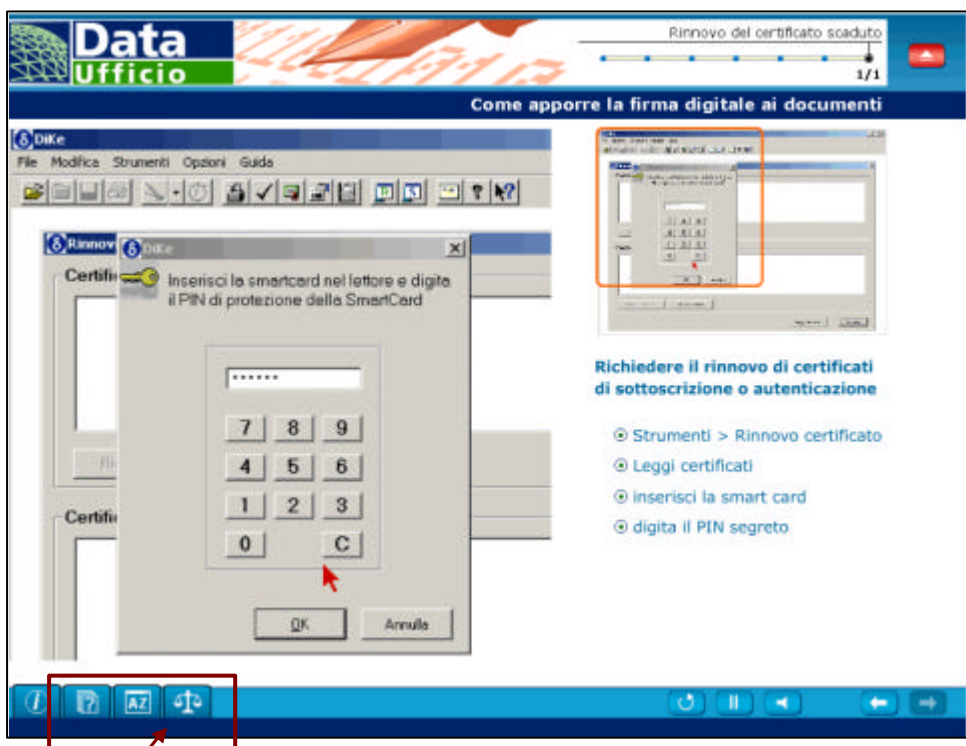 Data
Ufficio
Rinnovo del certificato scaduto
1/1
Come apporre la firma digitale ai documenti
DiKe
File Modifica Strumenti Opzioni Guida
Rinnov
DiKe
Certifi
Inserisci la smartcard nel lettore e digita
il PIN di protezione della SmartCard
******
7 8 9
4 5 6
1 2 3
0 C
Certifi
OK Annulla
Richiedere il rinnovo di certificati
di sottoscrizione o autenticazione
Strumenti > Rinnovo certificato
Leggi certificati
inserisci la smart card
digita il PIN segreto
AZ